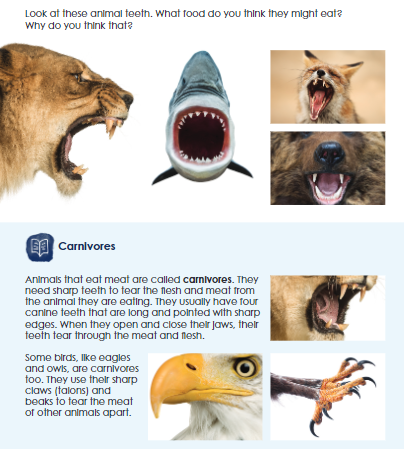 Look at these animal teeth. What food do you think they might eat?
Why do you think that?
Carnivores
Animals that eat meat are called carnivores. They
need sharp teeth to tear the flesh and meat from
the animal they are eating. They usually have four
canine teeth that are long and pointed with sharp
edges. When they open and close their jaws, their
teeth tear through the meat and flesh.
Some birds, like eagles
and owls, are carnivores
too. They use their sharp
claws (talons) and
beaks to tear the meat
of other animals apart.